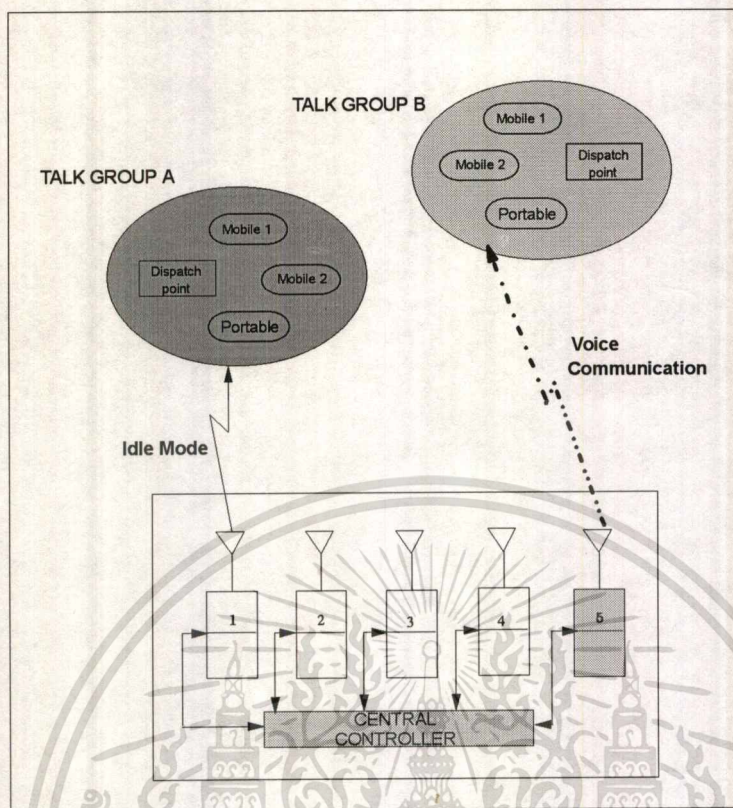 TALK GROUP B
Mobile 1
Mobile 2
Dispatch
point
Portable
TALK GROUP A
Mobile 1
Dispatch
point
Mobile 2
Portable
Voice
Communication
Idle Mode
1
2
3
4
5
CENTRAL
CONTROLLER